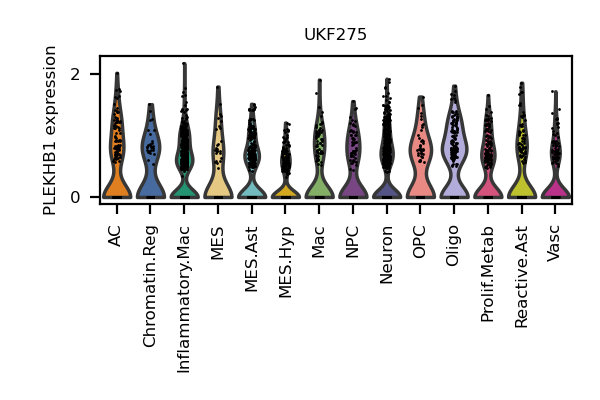 UKF275
PLEKHB1 expression
2
0
AC
Chromatin.Reg
Inflammatory.Mac
MES
MES.Ast
MES.Hyp
Mac
NPC
Neuron
OPC
Oligo
Prolif.Metab
Reactive.Ast
Vasc